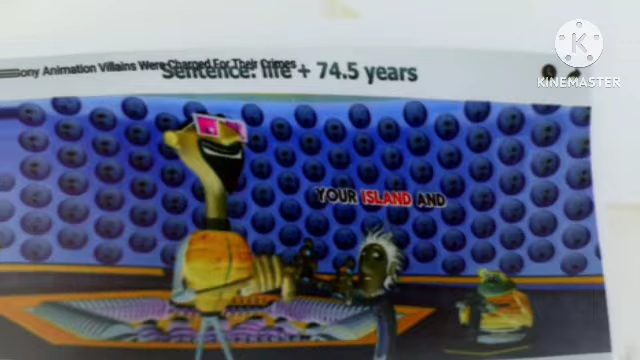 Sony Animation Villains Were Charged For Their Crimes
Sentence: life + 74.5 years
KINEMASTER
YOUR ISLAND AND